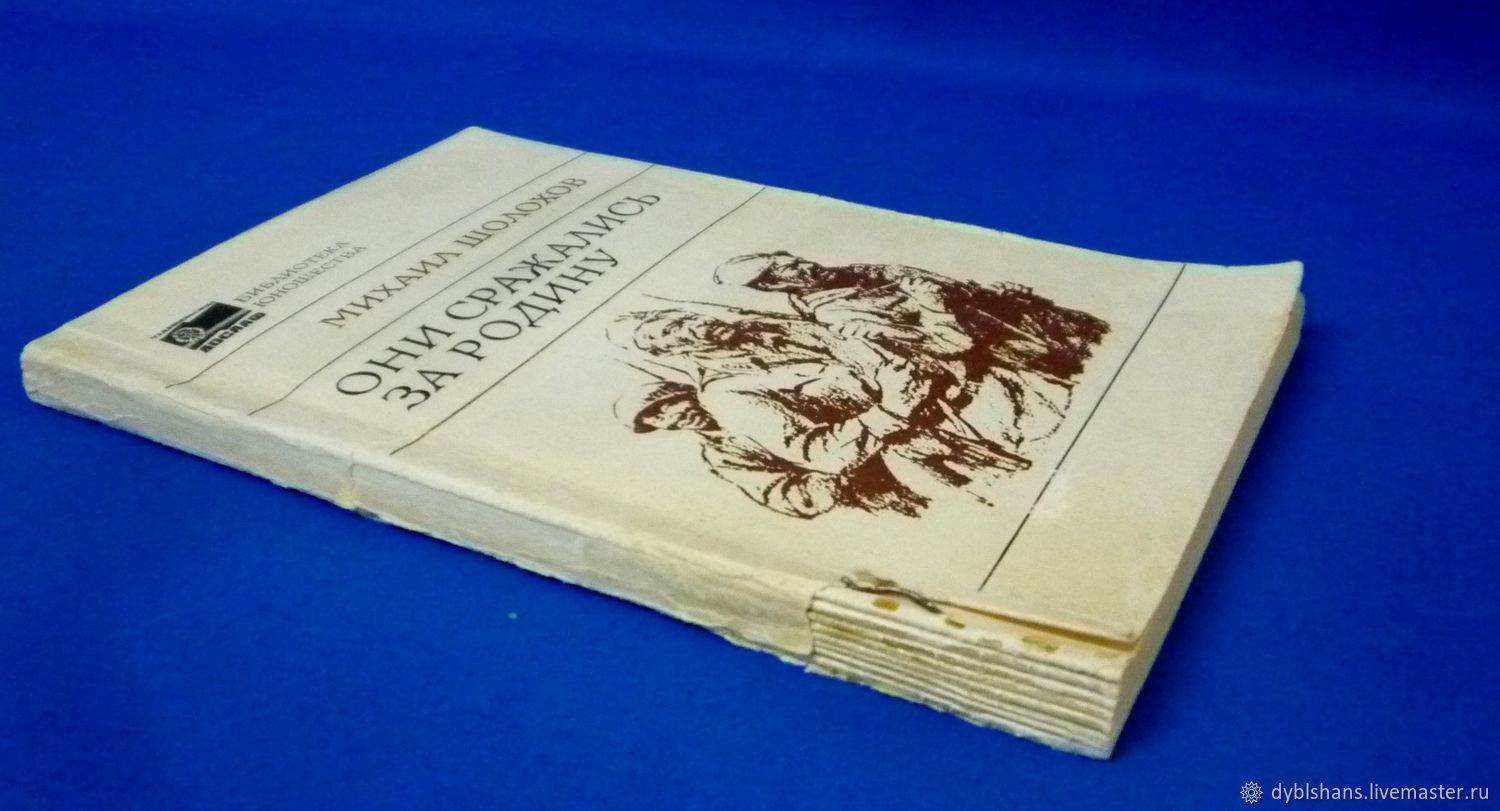 БИБЛИОТЕКА
ЮНОШЕСТВА
МИХАИЛ ШОЛОХОВ
ОНИ СРАЖАЛИСЬ
ЗА РОДИНУ
dyblshans.livemaster.ru